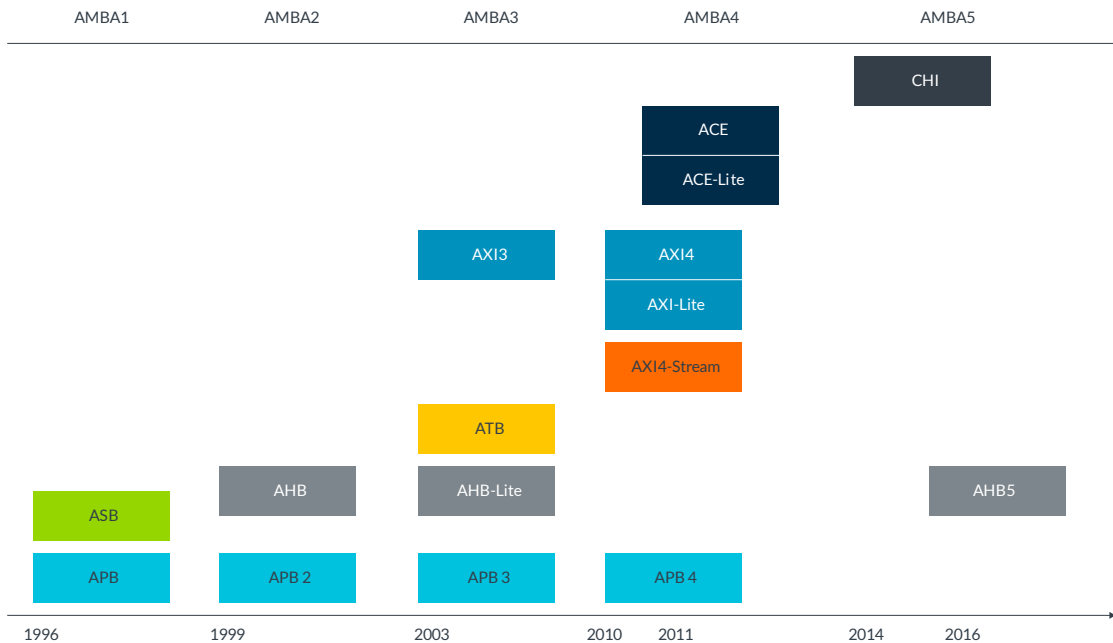 AMBA1 AMBA2 AMBA3 AMBA4 AMBA5
CHI
ACE
ACE-Lite
AXI3 AXI4
AXI-Lite
AXI4-Stream
ATB
AHB AHB-Lite AHB5
ASB
APB APB 2 APB 3 APB 4
1996 1999 2003 2010 2011 2014 2016